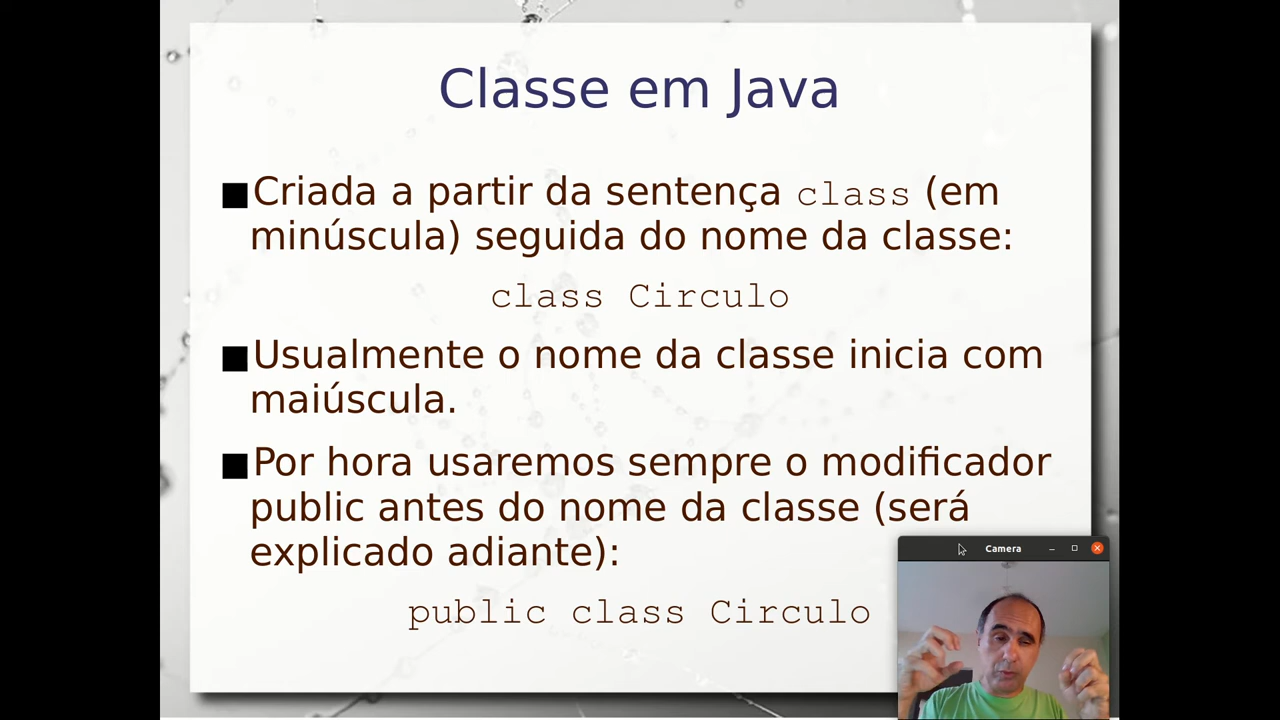 Classe em Java
■Criada a partir da sentença class (em
minúscula) seguida do nome da classe:
class Circulo
■Usualmente o nome da classe inicia com
maiúscula.
■Por hora usaremos sempre o modificador
public antes do nome da classe (será
explicado adiante):
Camera
public class Circulo